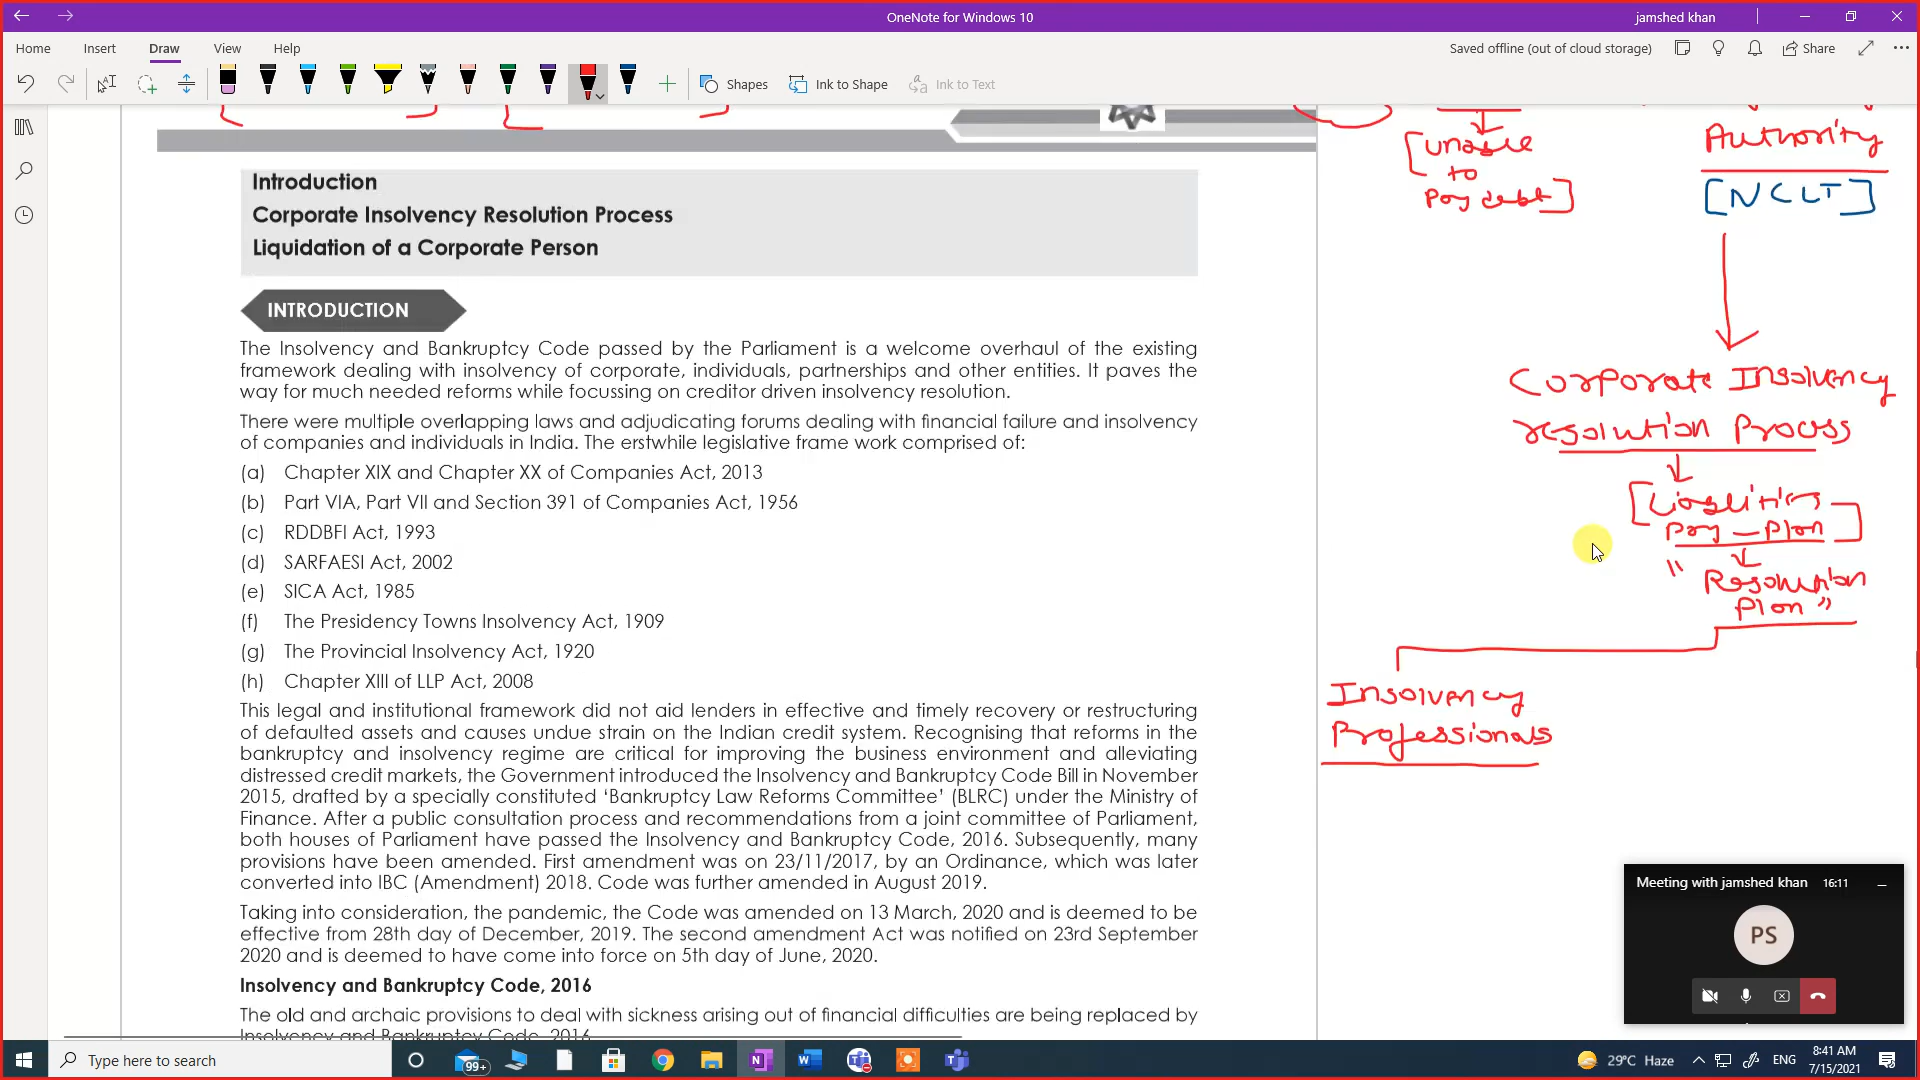 OneNote for Windows 10
jamshed khan
Home
Insert
Draw
View
Help
Saved offline (out of cloud storage)
Share
Shapes
Ink to Shape
Ink to Text
Introduction
Corporate Insolvency Resolution Process
Liquidation of a Corporate Person
INTRODUCTION
The Insolvency and Bankruptcy Code passed by the Parliament is a welcome overhaul of the existing
framework dealing with insolvency of corporate, individuals, partnerships and other entities. It paves the
way for much needed reforms while focussing on creditor driven insolvency resolution.
There were multiple overlapping laws and adjudicating forums dealing with financial failure and insolvency
of companies and individuals in India. The erstwhile legislative frame work comprised of:
(a) Chapter XIX and Chapter XX of Companies Act, 2013
(b) Part VIA, Part VII and Section 391 of Companies Act, 1956
(c) RDDBFI Act, 1993
(d) SARFAESI Act, 2002
(e) SICA Act, 1985
(f) The Presidency Towns Insolvency Act, 1909
(g) The Provincial Insolvency Act, 1920
(h) Chapter XIII of LLP Act, 2008
This legal and institutional framework did not aid lenders in effective and timely recovery or restructuring
of defaulted assets and causes undue strain on the Indian credit system. Recognising that reforms in the
bankruptcy and insolvency regime are critical for improving the business environment and alleviating
distressed credit markets, the Government introduced the Insolvency and Bankruptcy Code Bill in November
2015, drafted by a specially constituted ‘Bankruptcy Law Reforms Committee’ (BLRC) under the Ministry of
Finance. After a public consultation process and recommendations from a joint committee of Parliament,
both houses of Parliament have passed the Insolvency and Bankruptcy Code, 2016. Subsequently, many
provisions have been amended. First amendment was on 23/11/2017, by an Ordinance, which was later
converted into IBC (Amendment) 2018. Code was further amended in August 2019.
Taking into consideration, the pandemic, the Code was amended on 13 March, 2020 and is deemed to be
effective from 28th day of December, 2019. The second amendment Act was notified on 23rd September
2020 and is deemed to have come into force on 5th day of June, 2020.
Insolvency and Bankruptcy Code, 2016
The old and archaic provisions to deal with sickness arising out of financial difficulties are being replaced by
Insolvency and Bankruptcy Code, 2016
[unable
to
Pay debt]
Authority
[NCLT]
Corporate Insolvency
resolution Process
[Liabilities
Pay – Plan]
" Resolution
Plan"
Insolvency
Professionals
Meeting with jamshed khan 16:11
PS
Type here to search
99+
29°C Haze
ENG
8:41 AM
7/15/2021